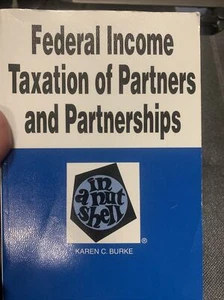 Federal Income
Taxation of Partners
and Partnerships
in
a nut
shell
®
KAREN C. BURKE